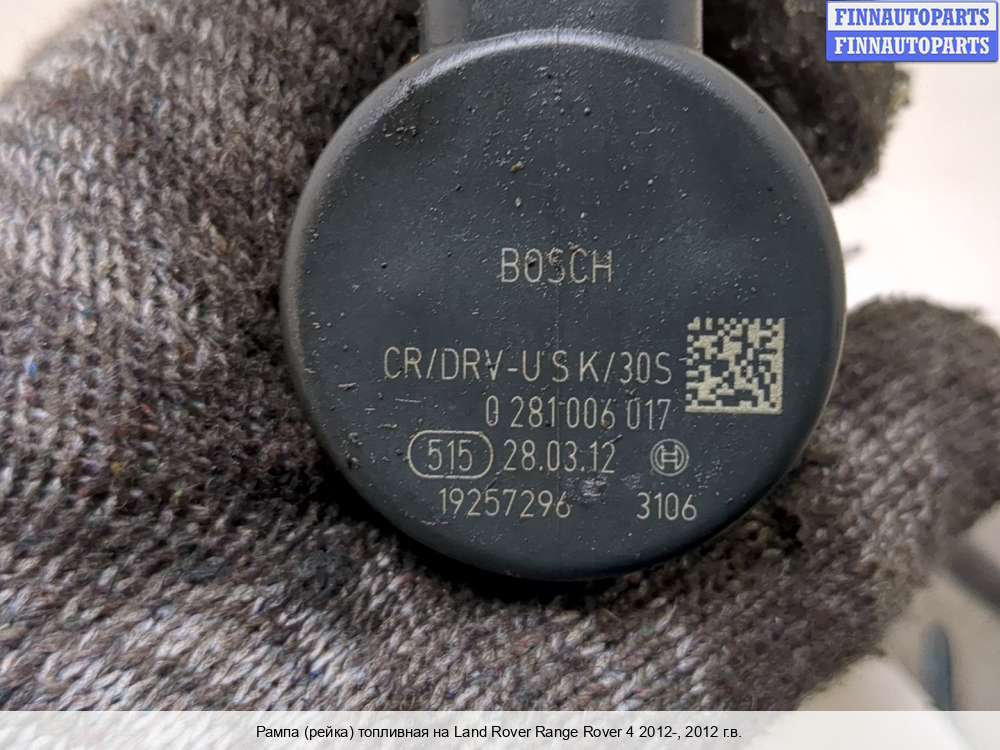 FINNAUTOPARTS
FINNAUTOPARTS
BOSCH
CR/DRV-USK/30S
0 281 006 017
515 28.03.12
19257296 3106
Рампа (рейка) топливная на Land Rover Range Rover 4 2012-, 2012 г.в.